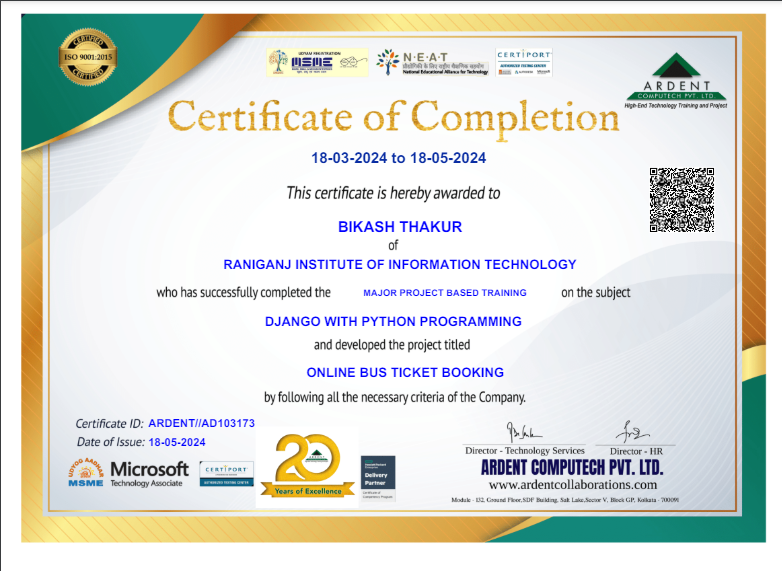 CERTIFIED
ISO 9001:2015
CERTIFIED
UDYAM REGISTRATION
MSME
N·E·A·T
प्रौद्योगिकी के लिए राष्ट्रीय शैक्षणिक सहयोग
National Educational Alliance for Technology
CERTIPORT
AUTHORIZED TESTING CENTER
ARDENT
COMPUTECH PVT. LTD.
High-End Technology Training and Project
Certificate of Completion
18-03-2024 to 18-05-2024
This certificate is hereby awarded to
BIKASH THAKUR
of
RANIGANJ INSTITUTE OF INFORMATION TECHNOLOGY
who has successfully completed the MAJOR PROJECT BASED TRAINING on the subject
DJANGO WITH PYTHON PROGRAMMING
and developed the project titled
ONLINE BUS TICKET BOOKING
by following all the necessary criteria of the Company.
Certificate ID: ARDENT//AD103173
Date of Issue: 18-05-2024
UDYOG AADHAR
MSME
Microsoft
Technology Associate
CERTIPORT
AUTHORIZED TESTING CENTER
20
ARDENT
Years of Excellence
Delivery
Partner
Director - Technology Services
Director - HR
ARDENT COMPUTECH PVT. LTD.
www.ardentcollaborations.com
Module - 132, Ground Floor,SDF Building, Salt Lake,Sector V, Block GP, Kolkata - 700091